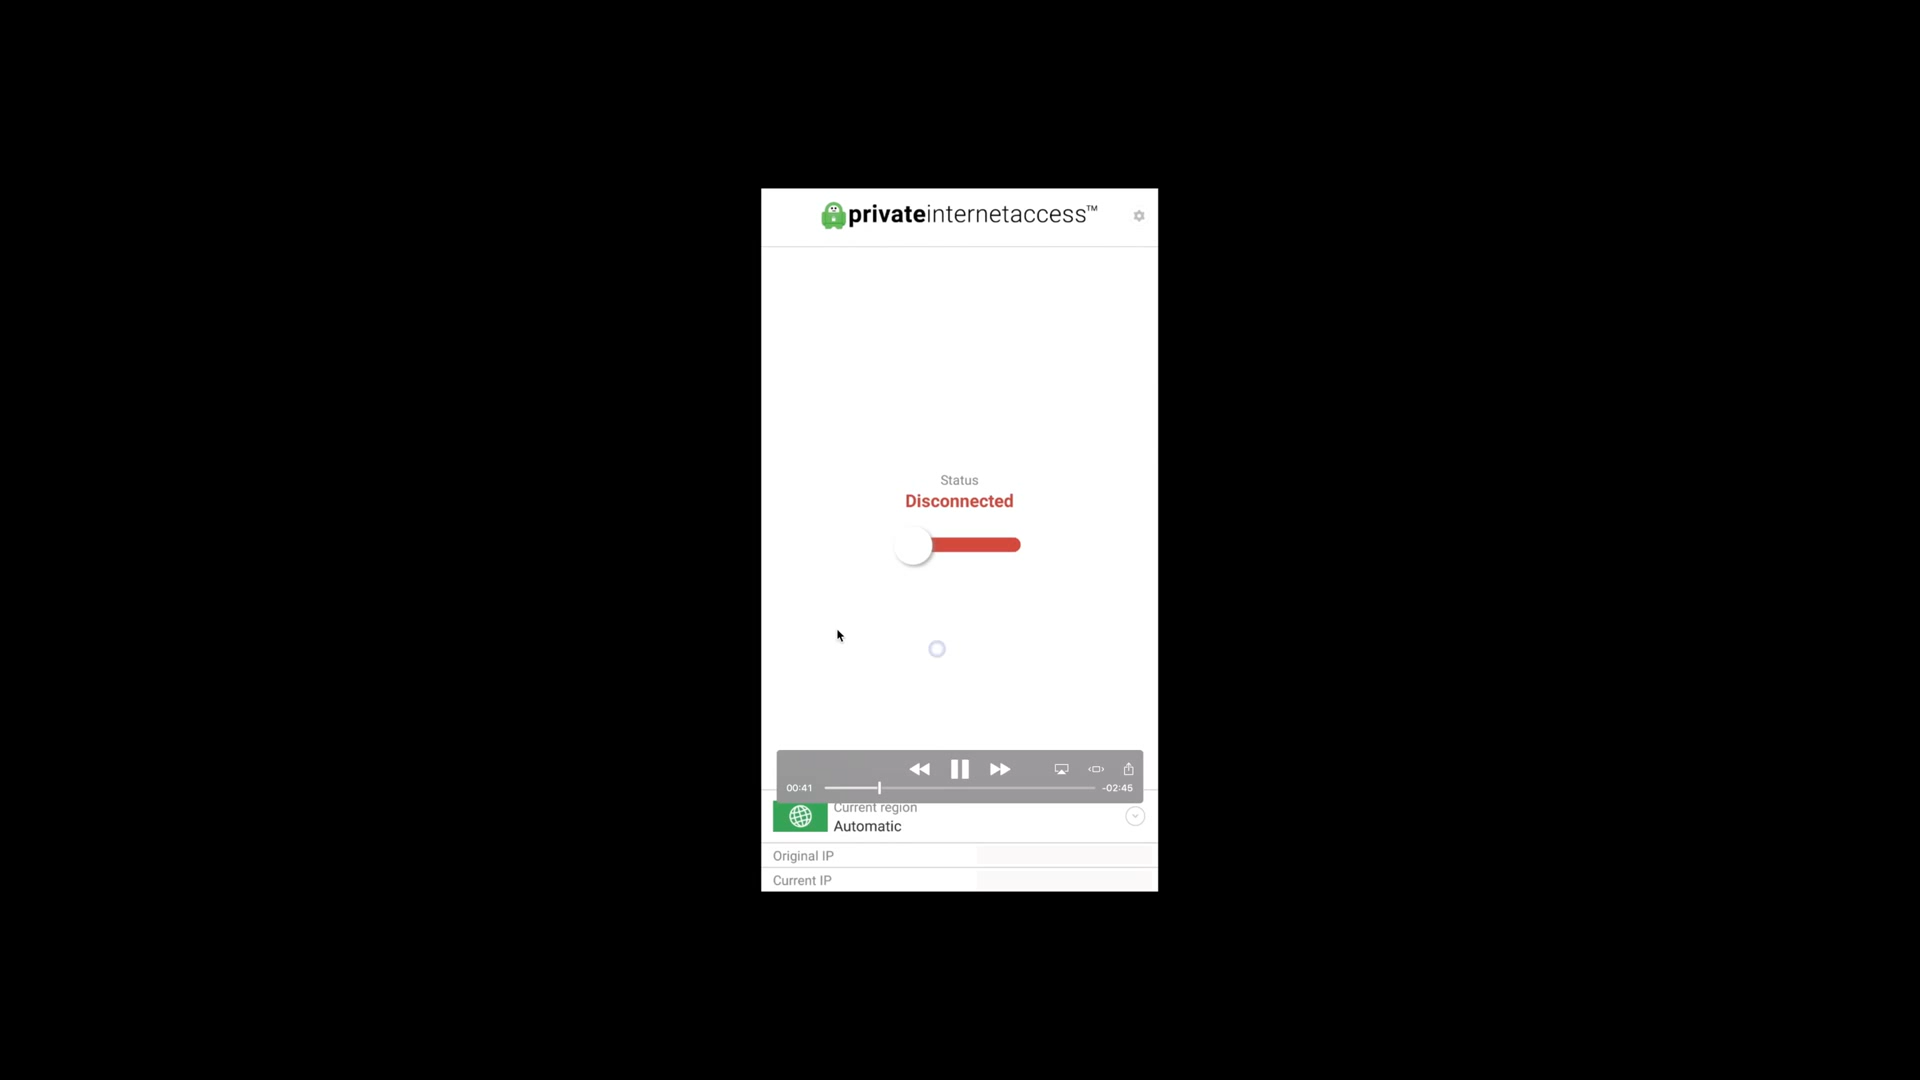 privateinternetaccess™
Status
Disconnected
00:41
-02:45
Current region
Automatic
Original IP
Current IP